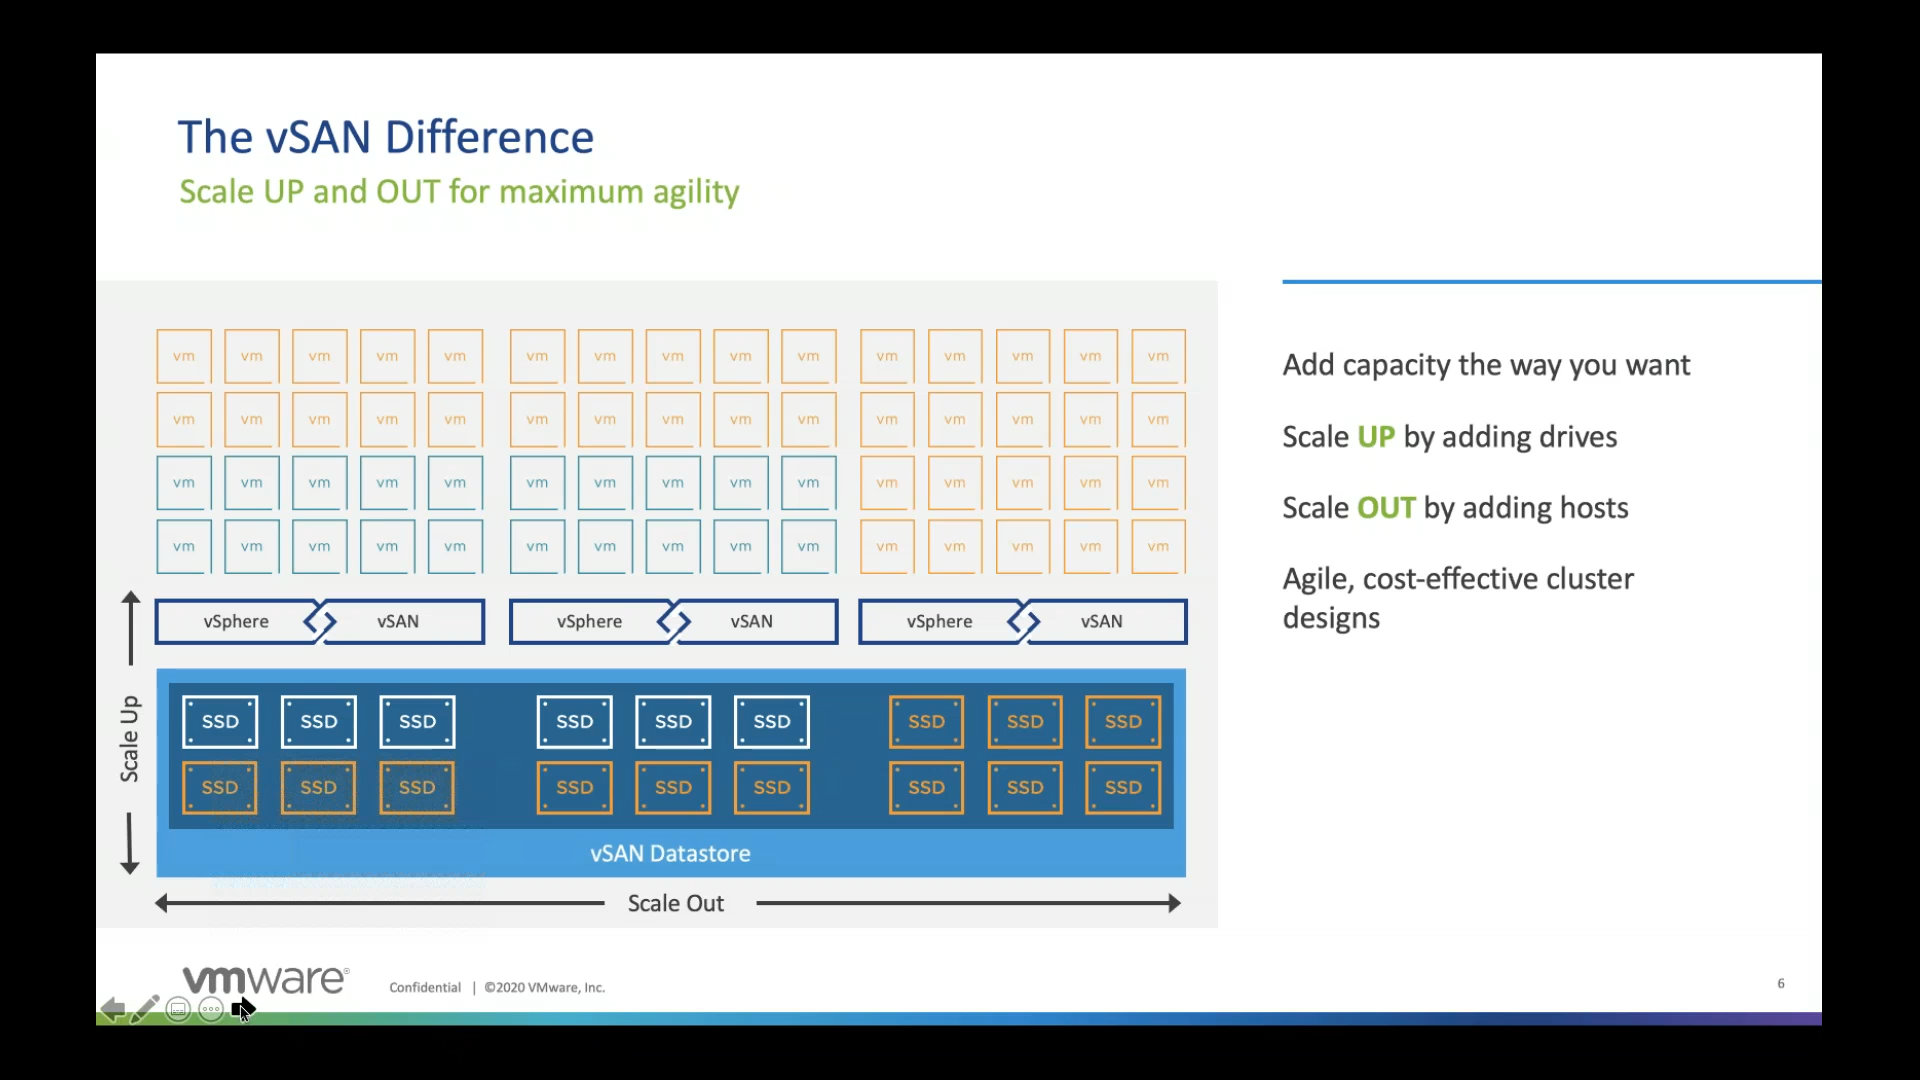 The vSAN Difference
Scale UP and OUT for maximum agility
vm vm vm vm vm vm vm vm vm vm vm vm vm vm vm
vm vm vm vm vm vm vm vm vm vm vm vm vm vm vm
vm vm vm vm vm vm vm vm vm vm vm vm vm vm vm
vm vm vm vm vm vm vm vm vm vm vm vm vm vm vm
vSphere vSAN vSphere vSAN vSphere vSAN
Scale Up
SSD SSD SSD SSD SSD SSD SSD SSD SSD
SSD SSD SSD SSD SSD SSD SSD SSD SSD
vSAN Datastore
Scale Out
Add capacity the way you want
Scale UP by adding drives
Scale OUT by adding hosts
Agile, cost-effective cluster
designs
vmware®
Confidential | ©2020 VMware, Inc.
6